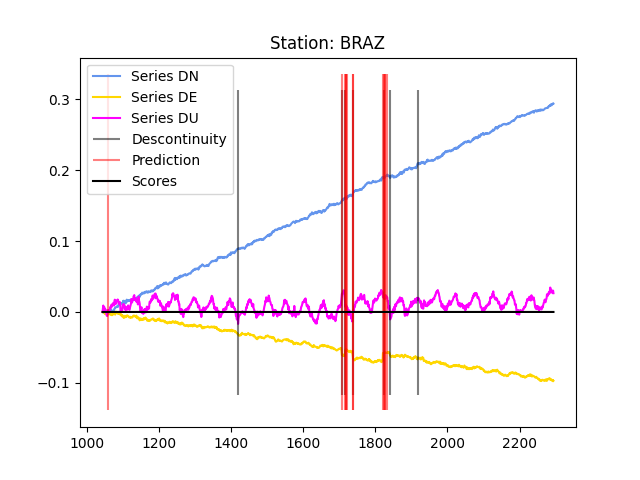 Station: BRAZ
Series DN
Series DE
Series DU
Descontinuity
Prediction
Scores
0.3
0.2
0.1
0.0
−0.1
1000 1200 1400 1600 1800 2000 2200